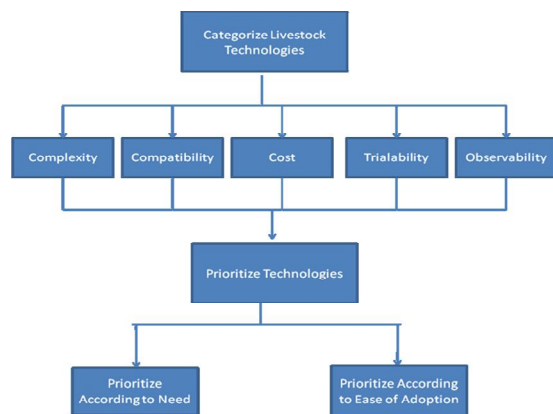 Categorize Livestock
Technologies
Complexity
Compatibility
Cost
Trialability
Observability
Prioritize Technologies
Prioritize
According to Need
Prioritize According
to Ease of Adoption